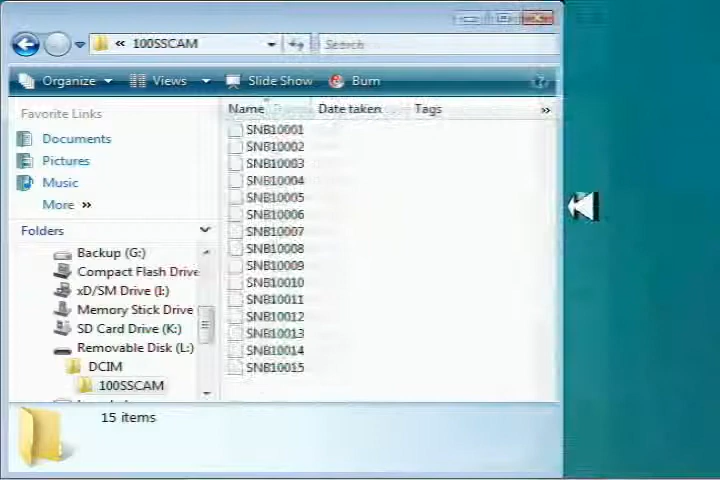 « 100SSCAM
Search
Organize Views Slide Show Burn
Favorite Links
Documents
Pictures
Music
More »
Folders
Backup (G:)
Compact Flash Drive
xD/SM Drive (I:)
Memory Stick Drive
SD Card Drive (K:)
Removable Disk (L:)
DCIM
100SSCAM
Name Date taken Tags »
SNB10001
SNB10002
SNB10003
SNB10004
SNB10005
SNB10006
SNB10007
SNB10008
SNB10009
SNB10010
SNB10011
SNB10012
SNB10013
SNB10014
SNB10015
15 items